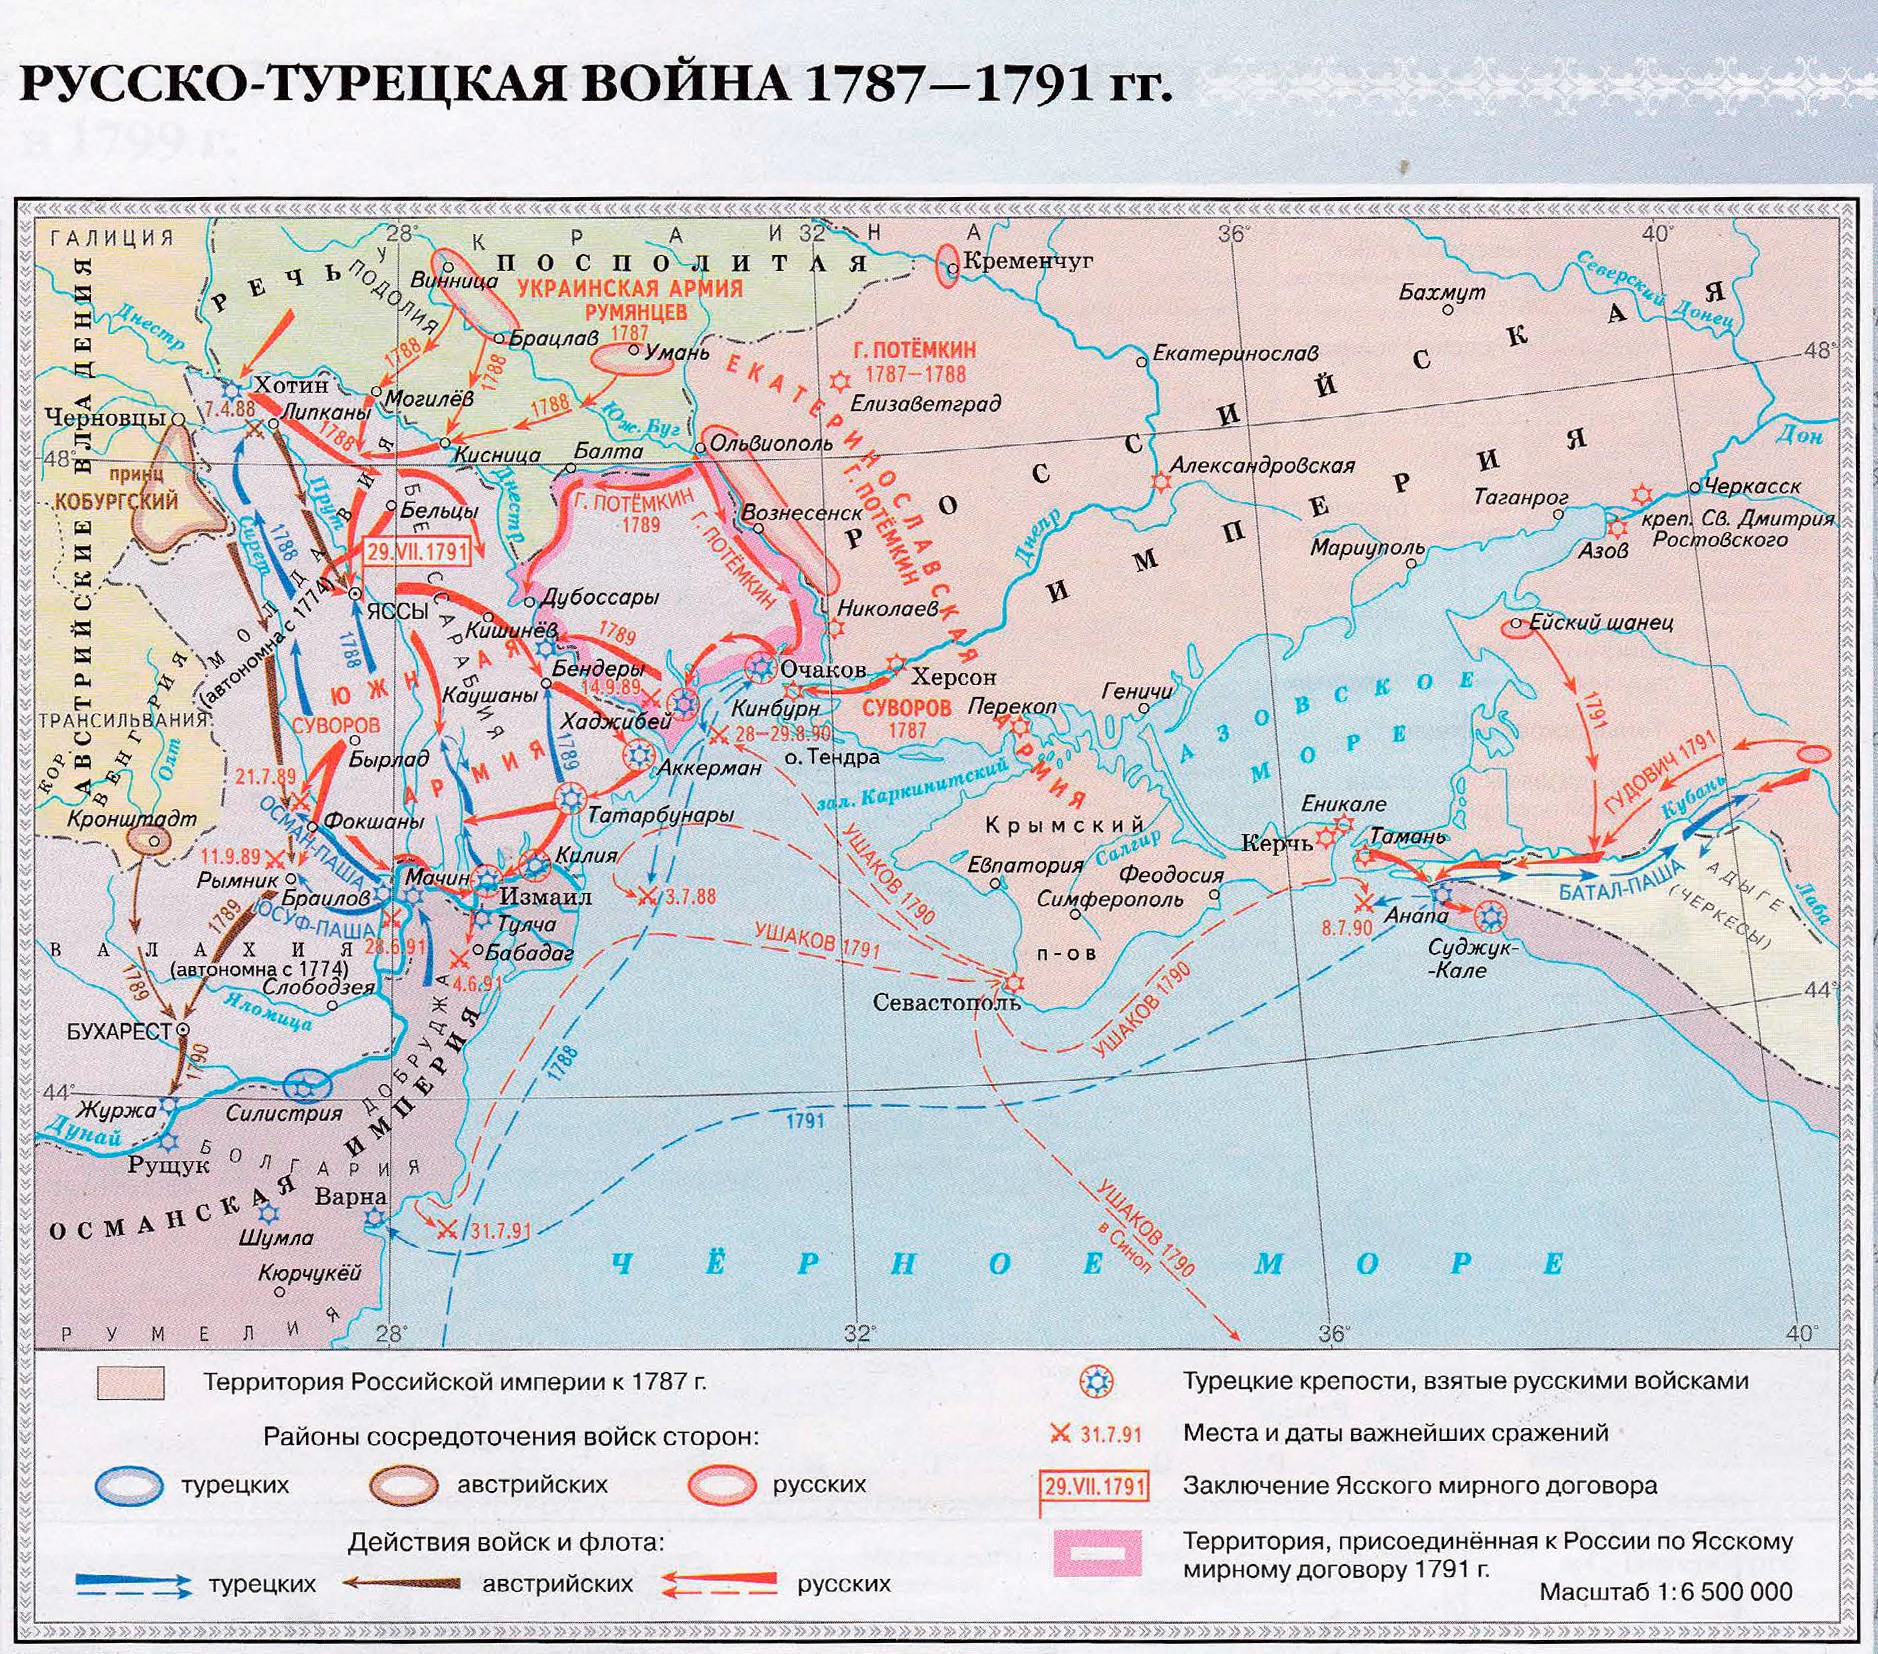 РУССКО-ТУРЕЦКАЯ ВОЙНА 1787—1791 гг.
в 1799 г.
ГАЛИЦИЯ
28°
У К Р А И Н А
32°
36°
40°
РЕЧЬ ПОСПОЛИТАЯ
ПОДОЛИЯ
Винница
УКРАИНСКАЯ АРМИЯ
РУМЯНЦЕВ
1787
Кременчуг
Бахмут
Северский Донец
Днестр
Брацлав
Умань
1788
1788
1788
Юж. Буг
Г. ПОТЁМКИН
1787—1788
Елизаветград
Екатеринослав
48°
АВСТРИЙСКИЕ ВЛАДЕНИЯ
Хотин
7.4.88
Липканы
Могилёв
Черновцы
1788
Кисница
Балта
Ольвиополь
ЕКАТЕРИНОСЛАВСКАЯ АРМИЯ
Г. ПОТЁМКИН
РОССИЙСКАЯ
ИМПЕРИЯ
Дон
48°
принц
КОБУРГСКИЙ
Прут
Сирет
1788
Бельцы
Днестр
Г. ПОТЁМКИН
1789
Г. ПОТЁМКИН
Вознесенск
Александровская
Днепр
Таганрог
Черкасск
креп. Св. Дмитрия
Ростовского
Азов
Мариуполь
29.VII.1791
МОЛДАВИЯ
(автономна с 1774)
ЯССЫ
БЕССАРАБИЯ
Дубоссары
Кишинёв
1789
Николаев
Ейский шанец
1788
Бендеры
14.9.89
Каушаны
Хаджибей
Очаков
Кинбурн
Херсон
СУВОРОВ
1787
Перекоп
Геничи
28—29.8.90
о. Тендра
АЗОВСКОЕ
МОРЕ
1791
ГУДОВИЧ 1791
Кубань
ТРАНСИЛЬВАНИЯ
КОР. ВЕНГРИЯ
Олт
ЮЖНАЯ
АРМИЯ
СУВОРОВ
Бырлад
21.7.89
1789
Аккерман
зал. Каркинитский
Кронштадт
ОСМАН-ПАША
Фокшаны
Татарбунары
Крымский
п-ов
Еникале
Керчь
Тамань
11.9.89
Рымник
Браилов
Мачин
Килия
Измаил
3.7.88
Евпатория
Салгир
Феодосия
Симферополь
УШАКОВ 1790
УШАКОВ 1791
БАТАЛ-ПАША
АДЫГЕ
(ЧЕРКЕСЫ)
Лаба
Анапа
8.7.90
Суджук-
-Кале
1789
ЮСУФ-ПАША
28.6.91
Тулча
Бабадаг
4.6.91
ВАЛАХИЯ
(автономна с 1774)
Слободзея
1789
Яломица
БУХАРЕСТ
1790
Севастополь
УШАКОВ 1790
44°
44°
Журжа
Дунай
Силистрия
ДОБРУДЖА
1788
1791
Рущук
БОЛГАРИЯ
ОСМАНСКАЯ ИМПЕРИЯ
Варна
Шумла
31.7.91
Кюрчукёй
УШАКОВ 1790
в Синоп
ЧЁРНОЕ МОРЕ
РУМЕЛИЯ
28°
32°
36°
40°
Территория Российской империи к 1787 г.
Районы сосредоточения войск сторон:
турецких
австрийских
русских
Действия войск и флота:
турецких
австрийских
русских
Турецкие крепости, взятые русскими войсками
31.7.91
Места и даты важнейших сражений
29.VII.1791
Заключение Ясского мирного договора
Территория, присоединённая к России по Ясскому
мирному договору 1791 г.
Масштаб 1:6 500 000